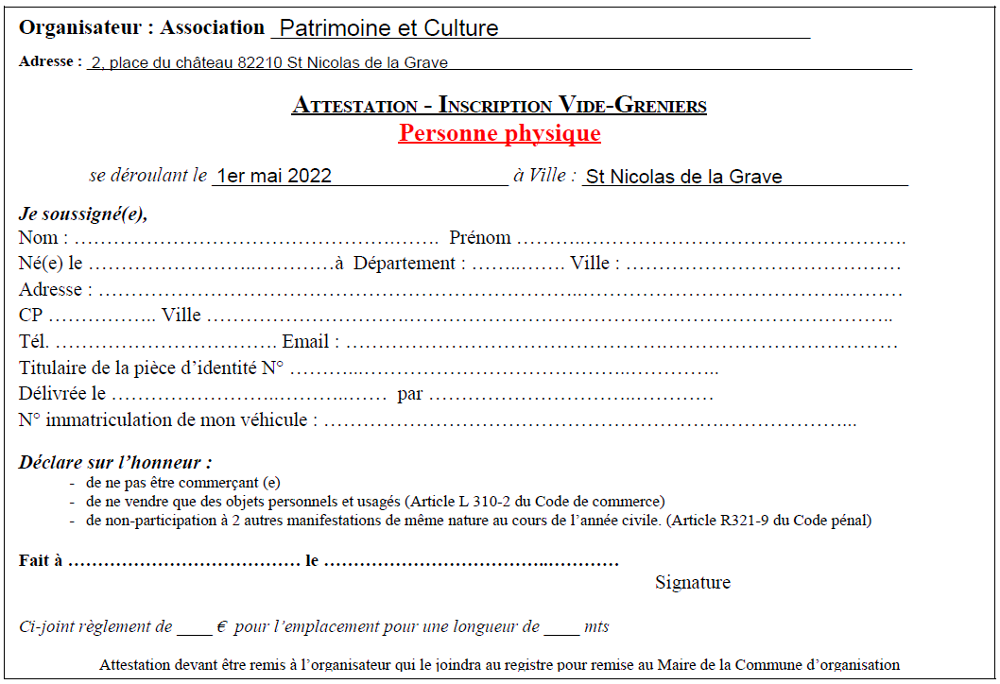 Organisateur : Association Patrimoine et Culture
Adresse : 2, place du château 82210 St Nicolas de la Grave
ATTESTATION - INSCRIPTION VIDE-GRENIERS
Personne physique
se déroulant le 1er mai 2022 à Ville : St Nicolas de la Grave
Je soussigné(e),
Nom : ………………………………………….……. Prénom ………..………………………………………….
Né(e) le ……………………..…………à Département : ……..……. Ville : ……………………………………
Adresse : ………………………………………………………………..………………………………….………
CP …………….. Ville ………………………….………………………………………………………………..
Tél. ……………………………. Email : ………………………………………….………………………………
Titulaire de la pièce d’identité N° ………..…………………………………..…………..
Délivrée le …………………….………..…… par …………………………..…………
N° immatriculation de mon véhicule : …………………………………………………….………………...
Déclare sur l’honneur :
- de ne pas être commerçant (e)
- de ne vendre que des objets personnels et usagés (Article L 310-2 du Code de commerce)
- de non-participation à 2 autres manifestations de même nature au cours de l’année civile. (Article R321-9 du Code pénal)
Fait à ………………………………… le ………………………………..…………
Signature
Ci-joint règlement de ____ € pour l’emplacement pour une longueur de ____ mts
Attestation devant être remis à l’organisateur qui le joindra au registre pour remise au Maire de la Commune d’organisation